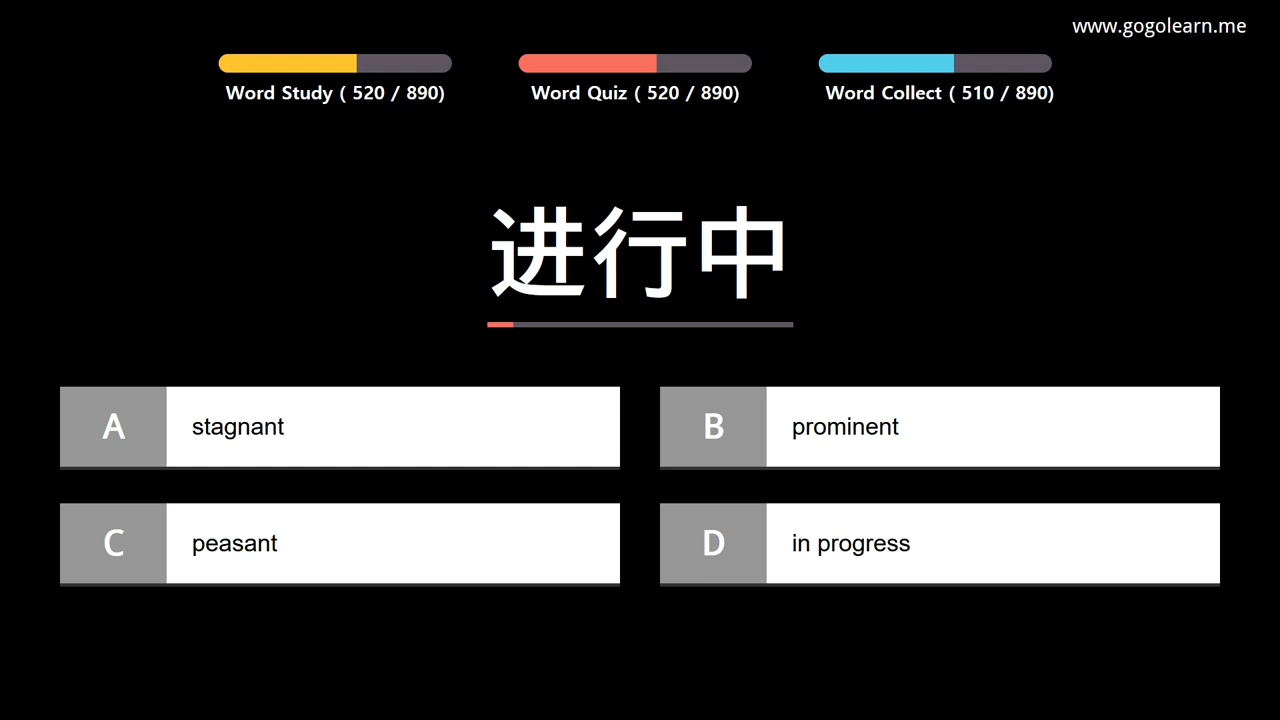 www.gogolearn.me
Word Study ( 520 / 890)
Word Quiz ( 520 / 890)
Word Collect ( 510 / 890)
进行中
A
stagnant
B
prominent
C
peasant
D
in progress